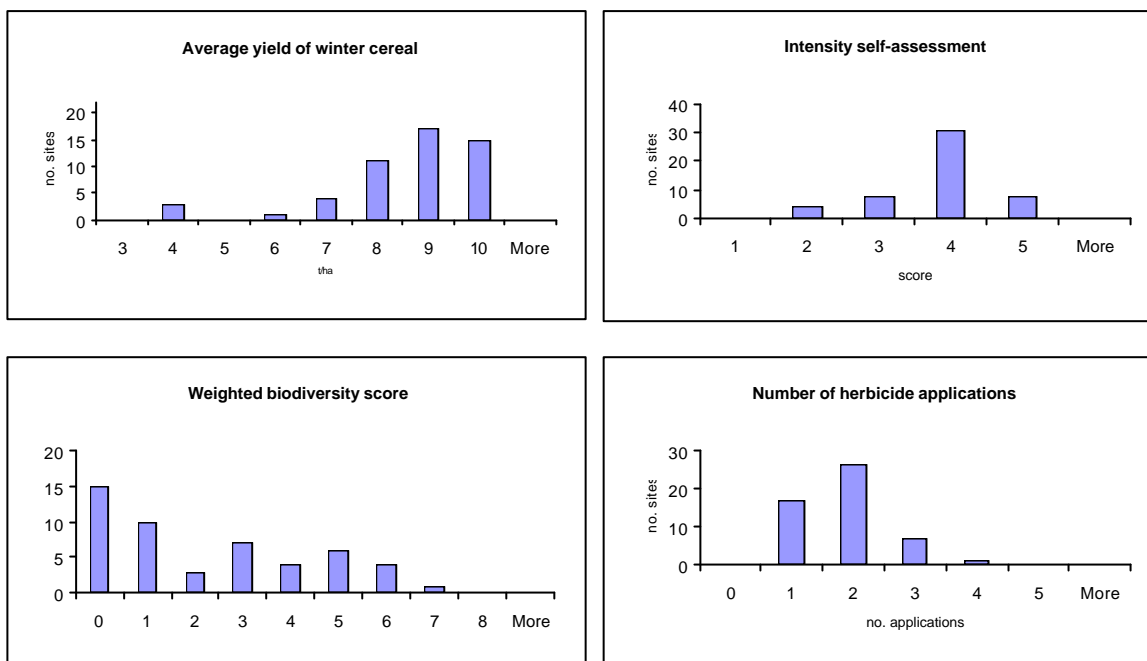 Average yield of winter cereal
20
15
10
5
0
no. sites
3 4 5 6 7 8 9 10 More
t/ha
Intensity self-assessment
40
30
20
10
0
no. sites
1 2 3 4 5 More
score
Weighted biodiversity score
20
15
10
5
0
0 1 2 3 4 5 6 7 8 More
Number of herbicide applications
30
20
10
0
no. sites
0 1 2 3 4 5 More
no. applications